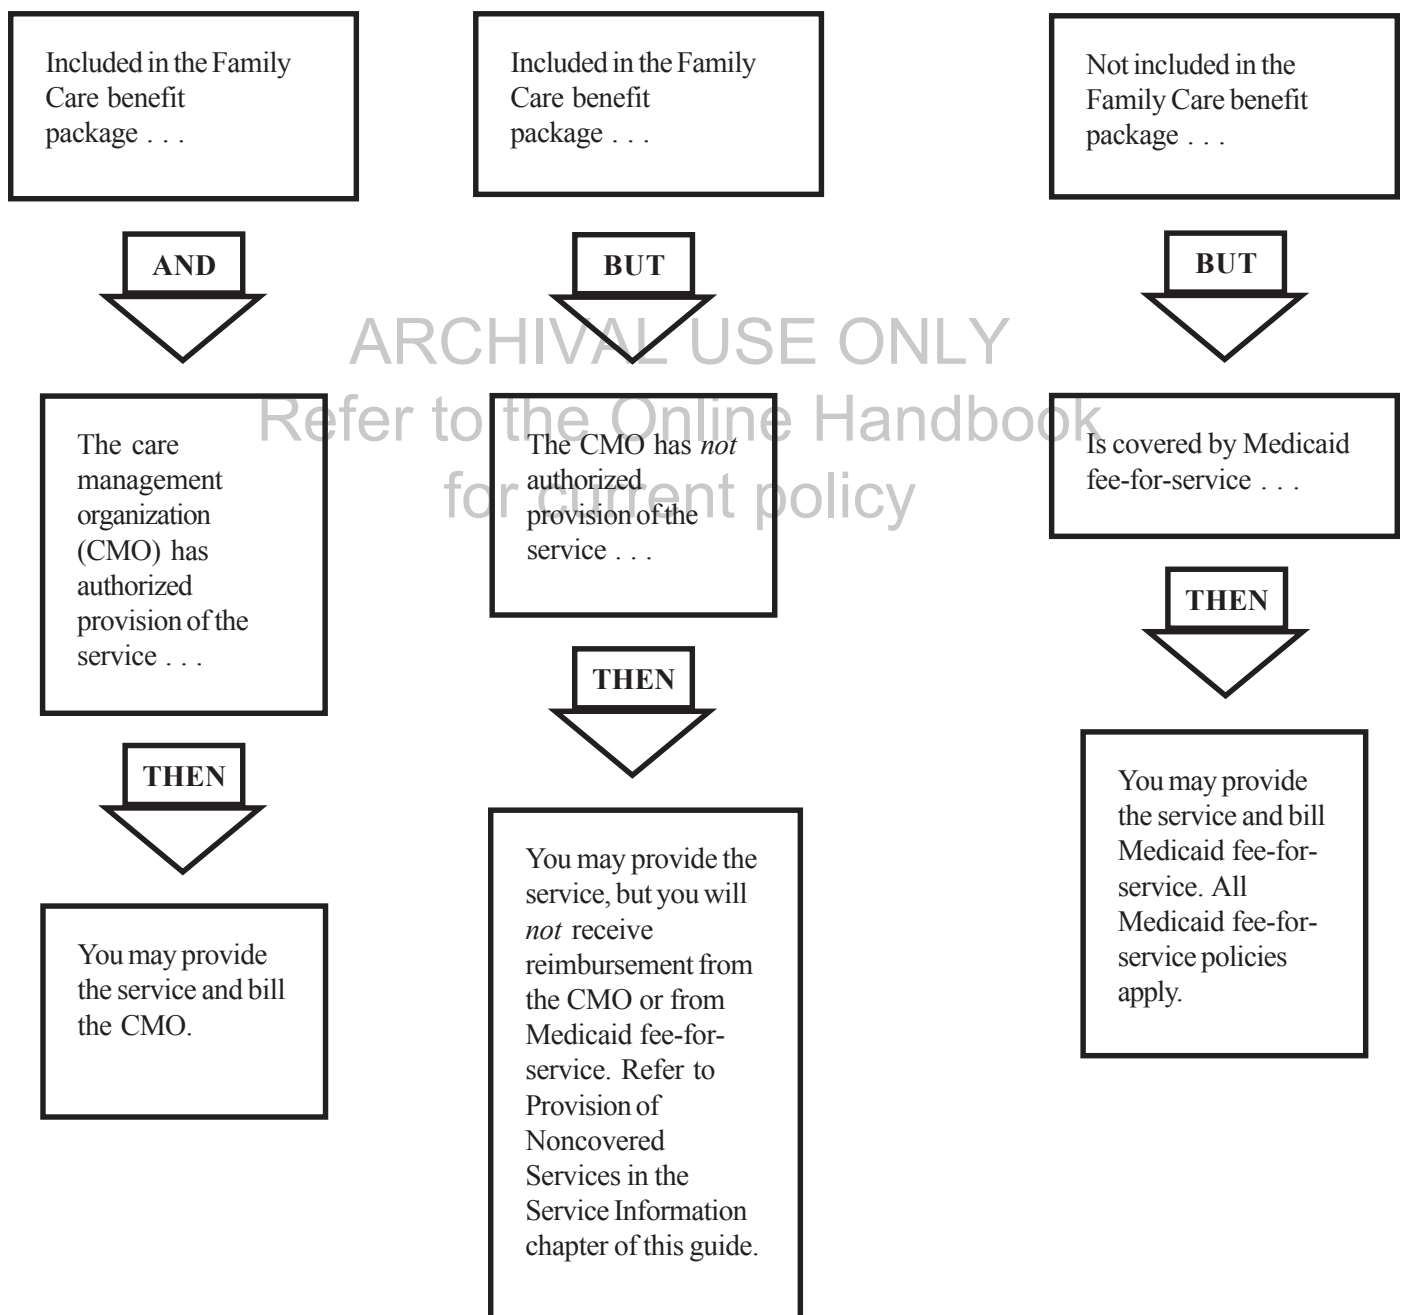 Included in the Family
Care benefit
package . . .
AND
The care
management
organization
(CMO) has
authorized
provision of the
service . . .
THEN
You may provide
the service and bill
the CMO.
Included in the Family
Care benefit
package . . .
BUT
The CMO has not
authorized
provision of the
service . . .
THEN
You may provide the
service, but you will
not receive
reimbursement from
the CMO or from
Medicaid fee-for-
service. Refer to
Provision of
Noncovered
Services in the
Service Information
chapter of this guide.
Not included in the
Family Care benefit
package . . .
BUT
Is covered by Medicaid
fee-for-service . . .
THEN
You may provide
the service and bill
Medicaid fee-for-
service. All
Medicaid fee-for-
service policies
apply.
ARCHIVAL USE ONLY
Refer to the Online Handbook
for current policy